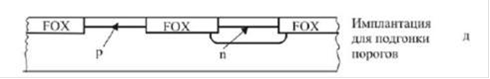 FOX FOX FOX
p n
Имплантация
для подгонки
порогов
д